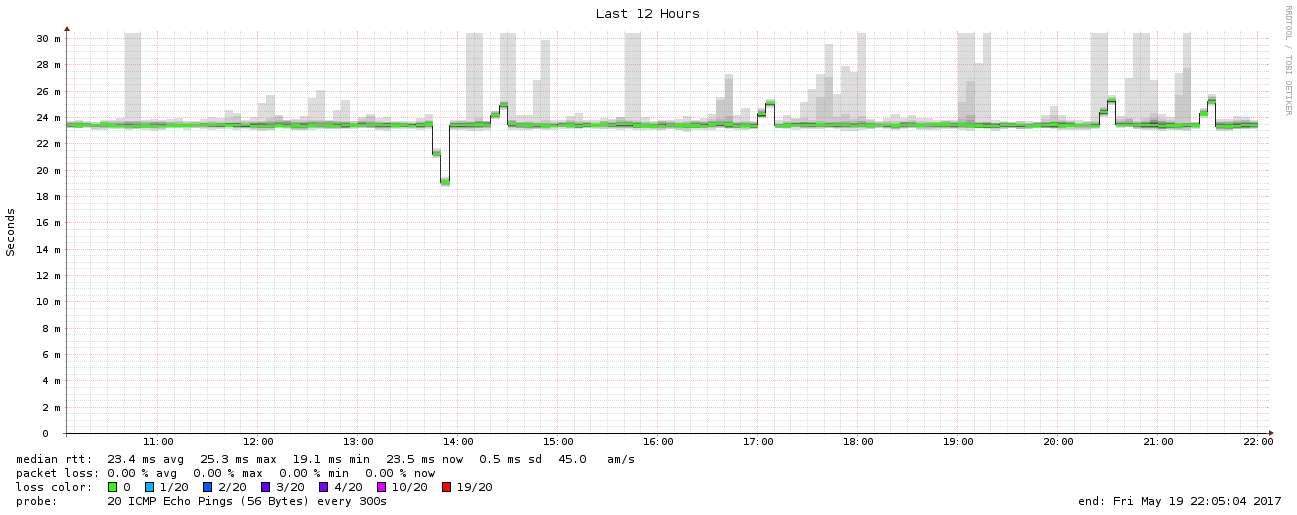 Last 12 Hours
RRDTOOL / TOBI OETIKER
30 m
28 m
26 m
24 m
22 m
20 m
18 m
16 m
14 m
12 m
10 m
8 m
6 m
4 m
2 m
0
Seconds
11:00 12:00 13:00 14:00 15:00 16:00 17:00 18:00 19:00 20:00 21:00 22:00
median rtt: 23.4 ms avg 25.3 ms max 19.1 ms min 23.5 ms now 0.5 ms sd 45.0 am/s
packet loss: 0.00 % avg 0.00 % max 0.00 % min 0.00 % now
loss color: 0 1/20 2/20 3/20 4/20 10/20 19/20
probe: 20 ICMP Echo Pings (56 Bytes) every 300s end: Fri May 19 22:05:04 2017